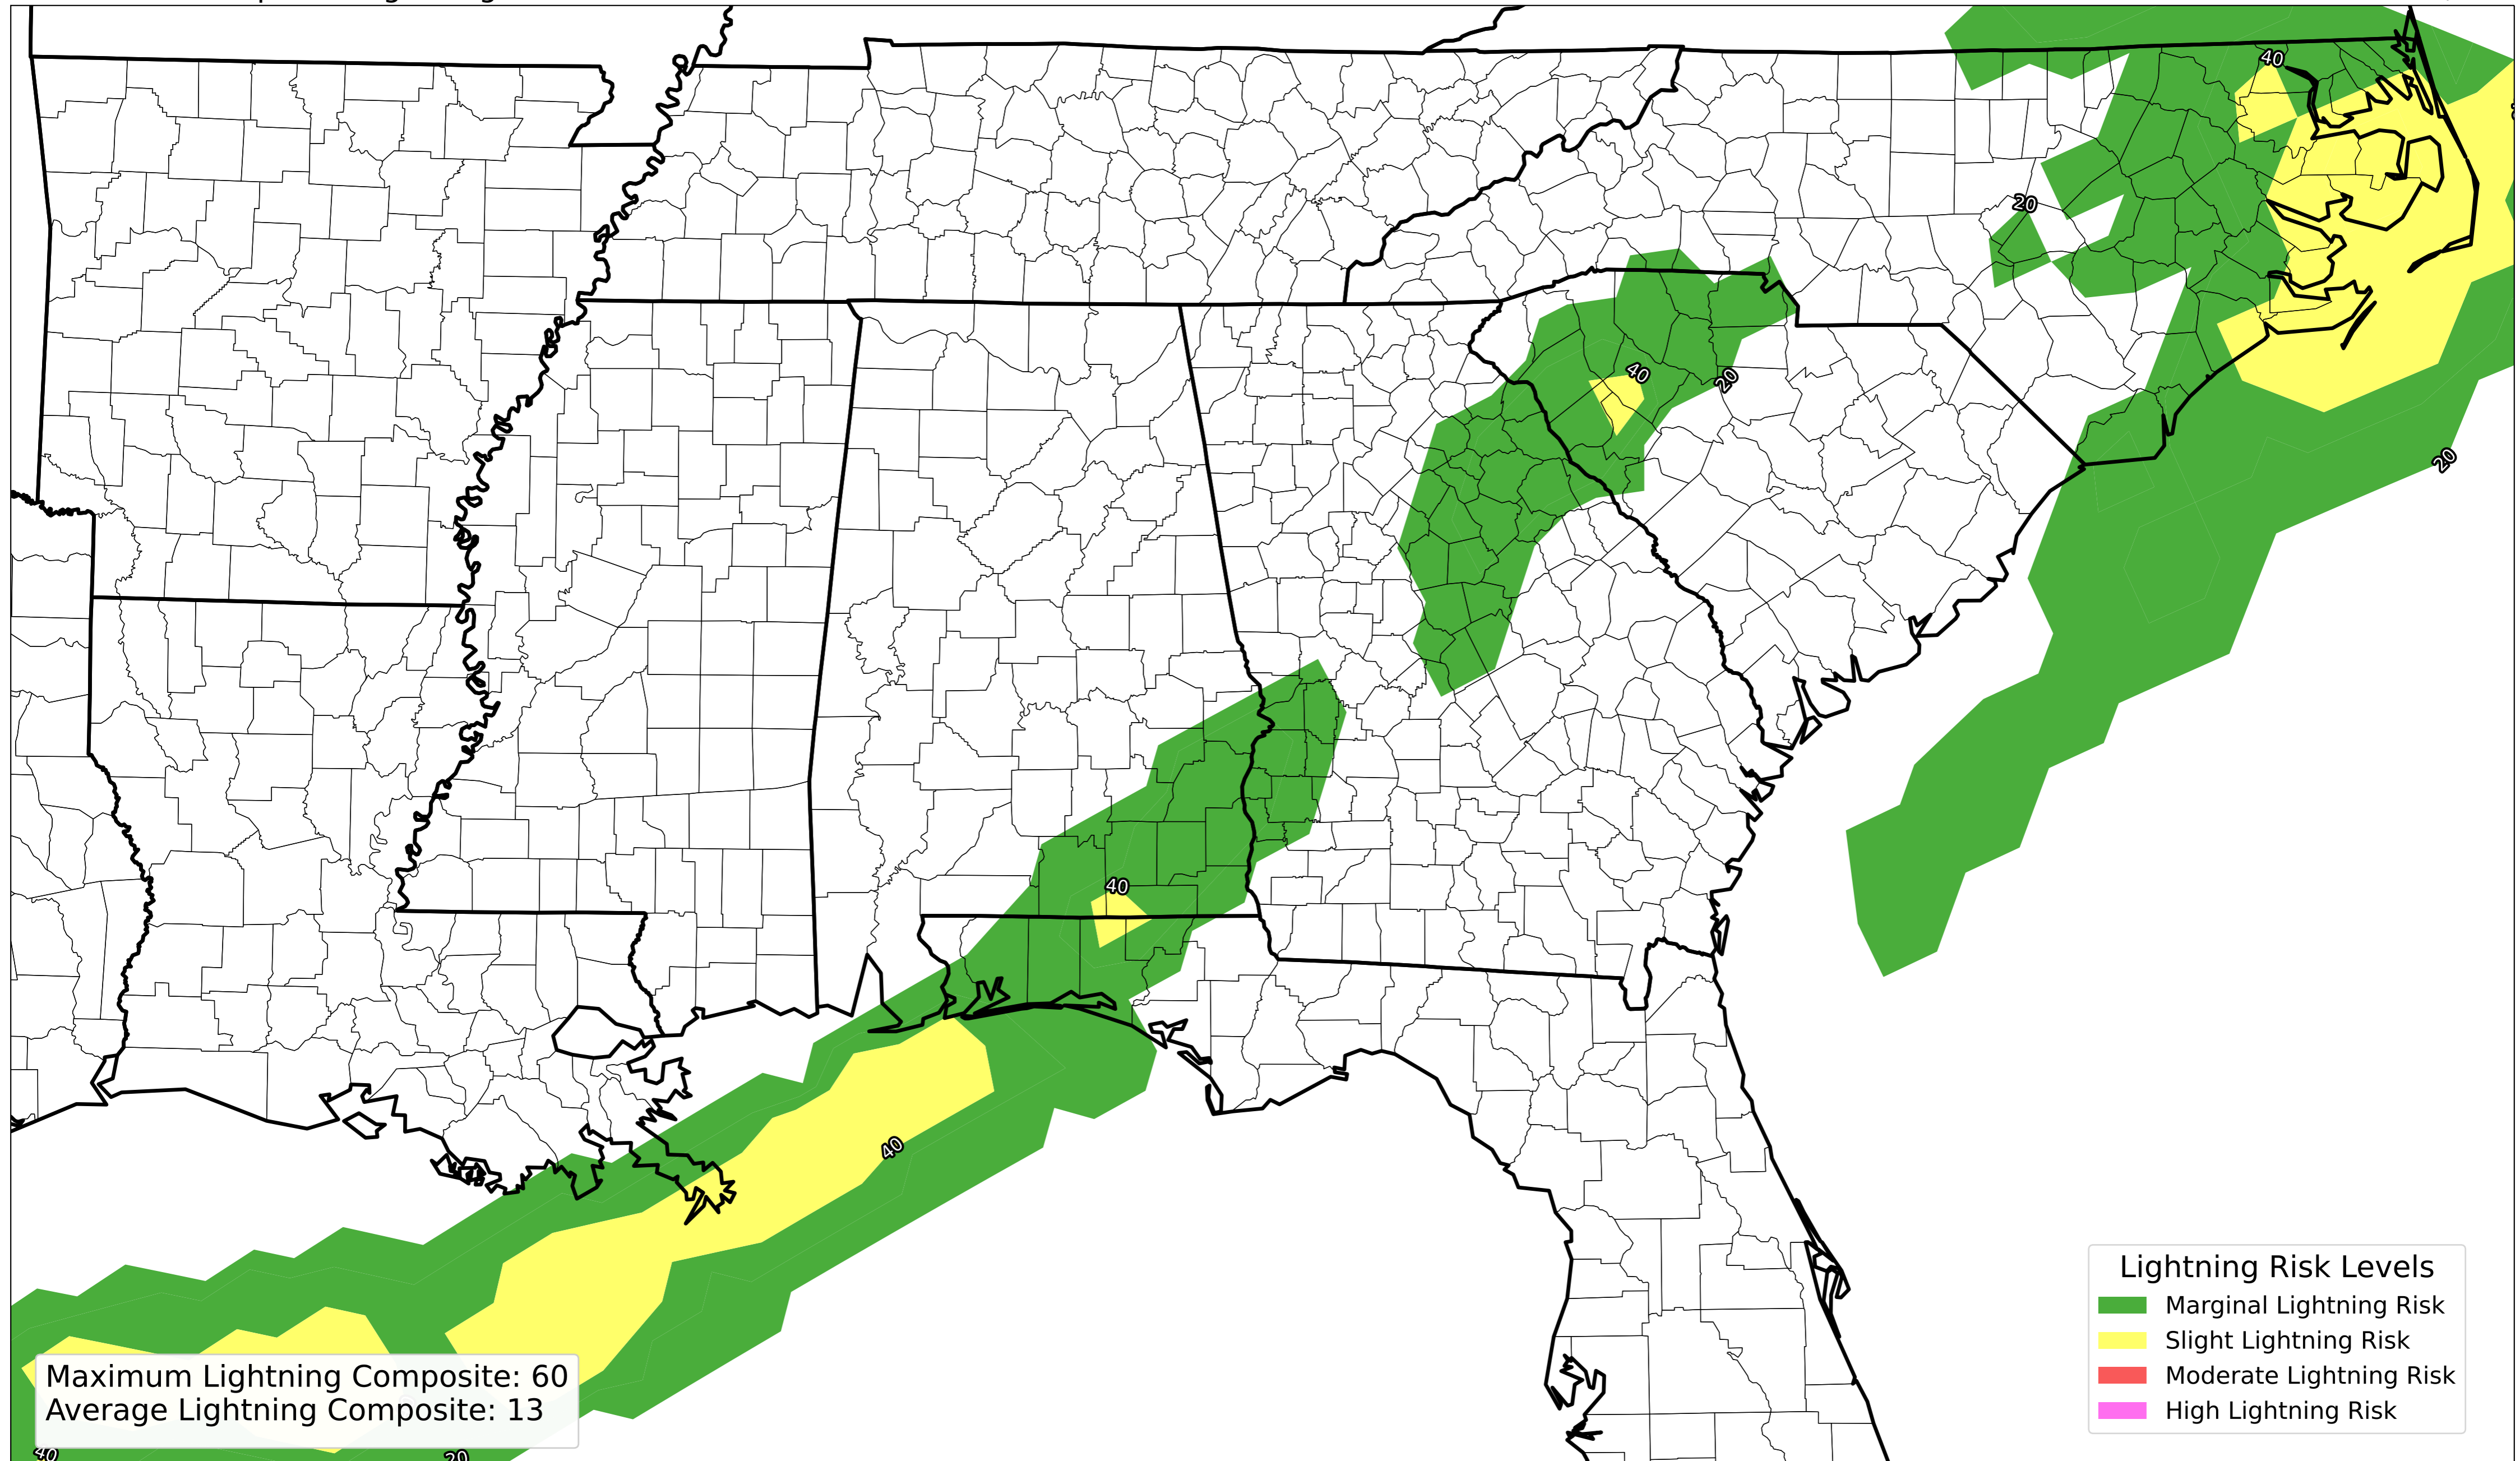 40
20
40
20
20
40
40
Lightning Risk Levels
Marginal Lightning Risk
Slight Lightning Risk
Moderate Lightning Risk
High Lightning Risk
Maximum Lightning Composite: 60
Average Lightning Composite: 13
40
20